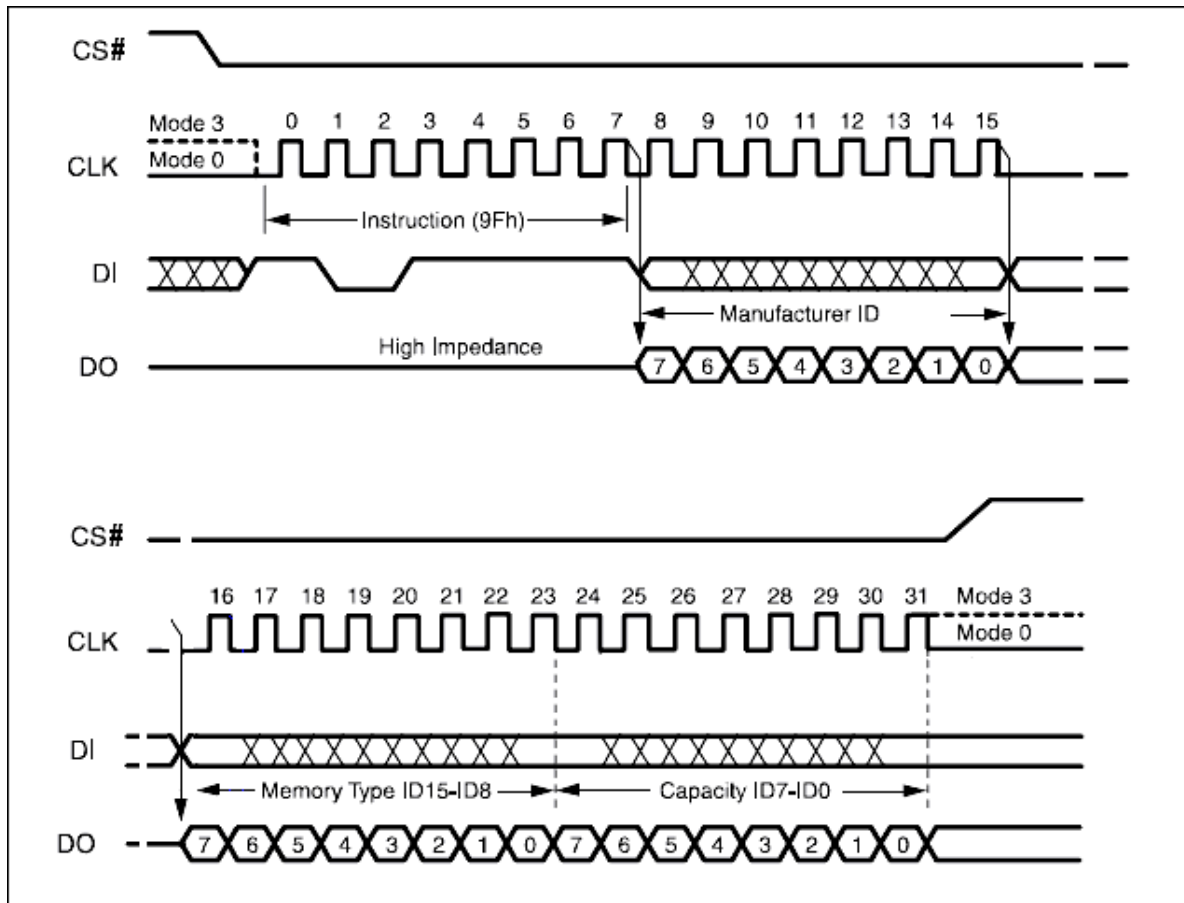 CS#
Mode 3
0 1 2 3 4 5 6 7 8 9 10 11 12 13 14 15
CLK
Mode 0
Instruction (9Fh)
DI
Manufacturer ID
High Impedance
DO
7 6 5 4 3 2 1 0
CS#
16 17 18 19 20 21 22 23 24 25 26 27 28 29 30 31
Mode 3
CLK
Mode 0
DI
Memory Type ID15-ID8
Capacity ID7-ID0
DO
7 6 5 4 3 2 1 0 7 6 5 4 3 2 1 0